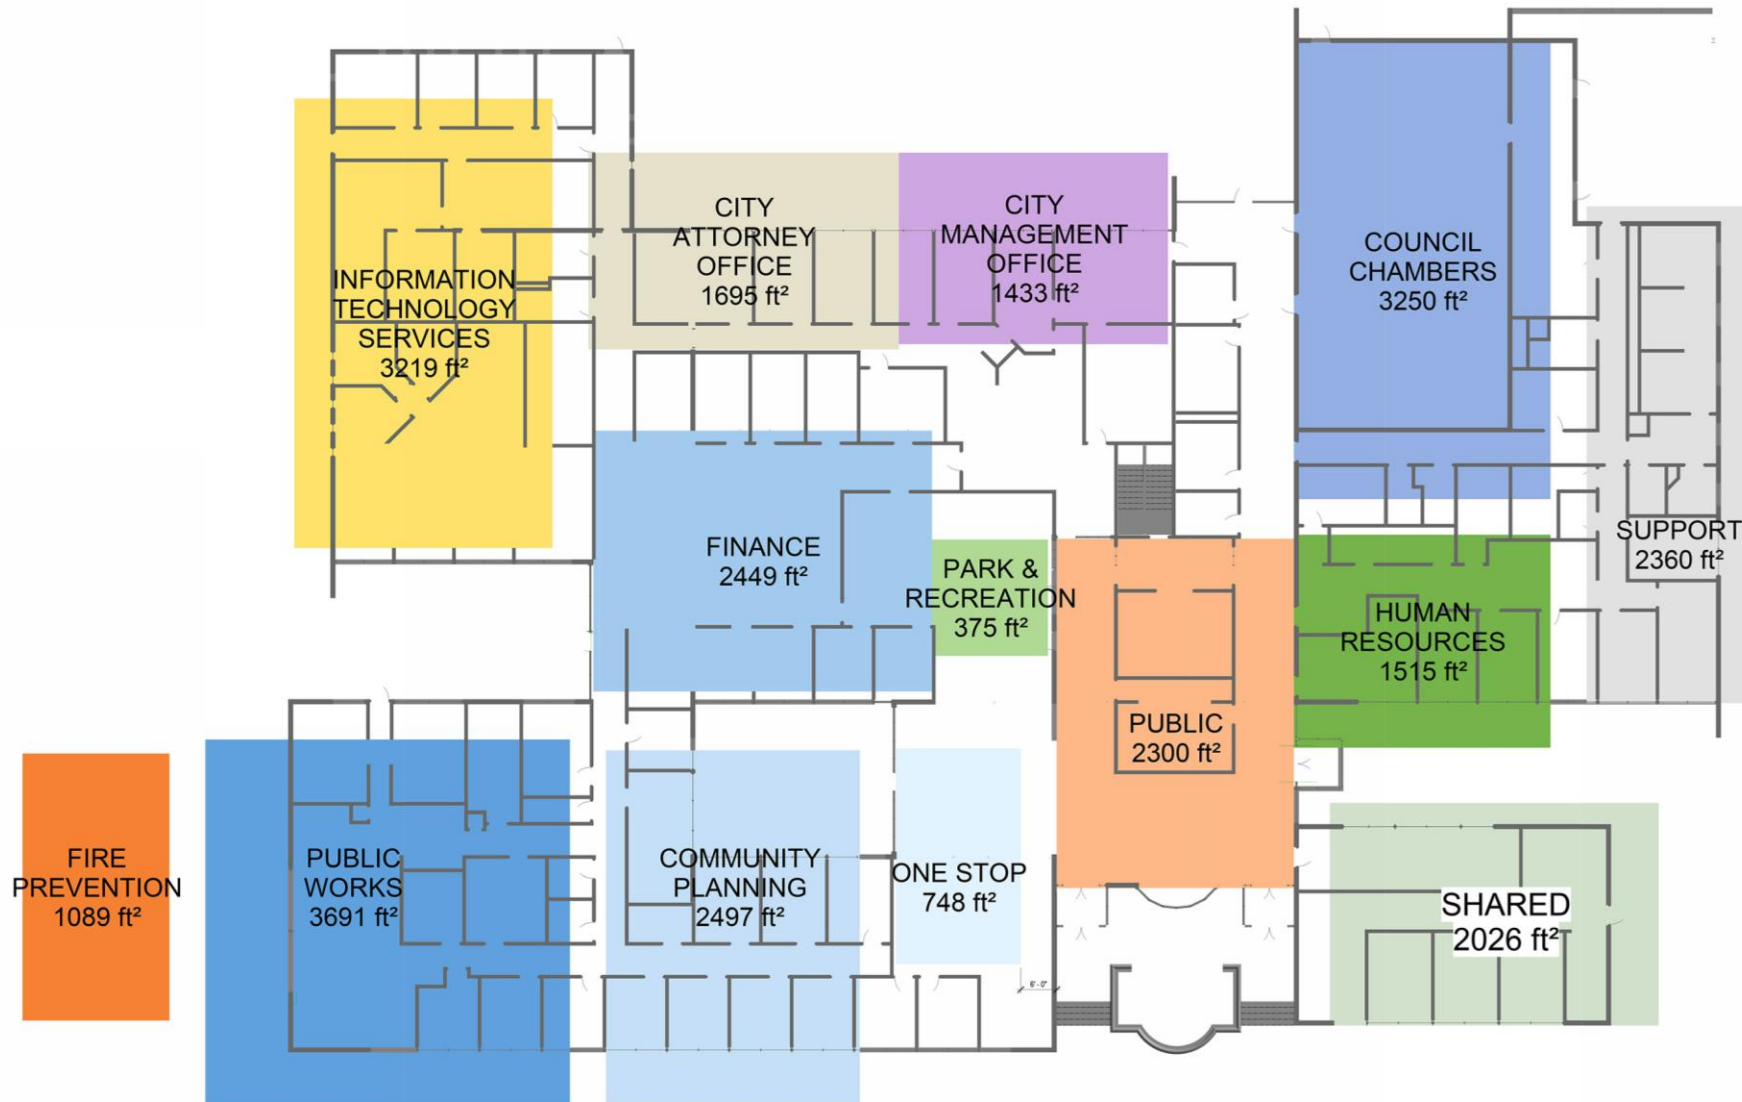 CITY
ATTORNEY
OFFICE
1695 ft²
CITY
MANAGEMENT
OFFICE
1433 ft²
COUNCIL
CHAMBERS
3250 ft²
INFORMATION
TECHNOLOGY
SERVICES
3219 ft²
FINANCE
2449 ft²
PARK &
RECREATION
375 ft²
SUPPORT
2360 ft²
HUMAN
RESOURCES
1515 ft²
PUBLIC
2300 ft²
FIRE
PREVENTION
1089 ft²
PUBLIC
WORKS
3691 ft²
COMMUNITY
PLANNING
2497 ft²
ONE STOP
748 ft²
SHARED
2026 ft²
6'-0"